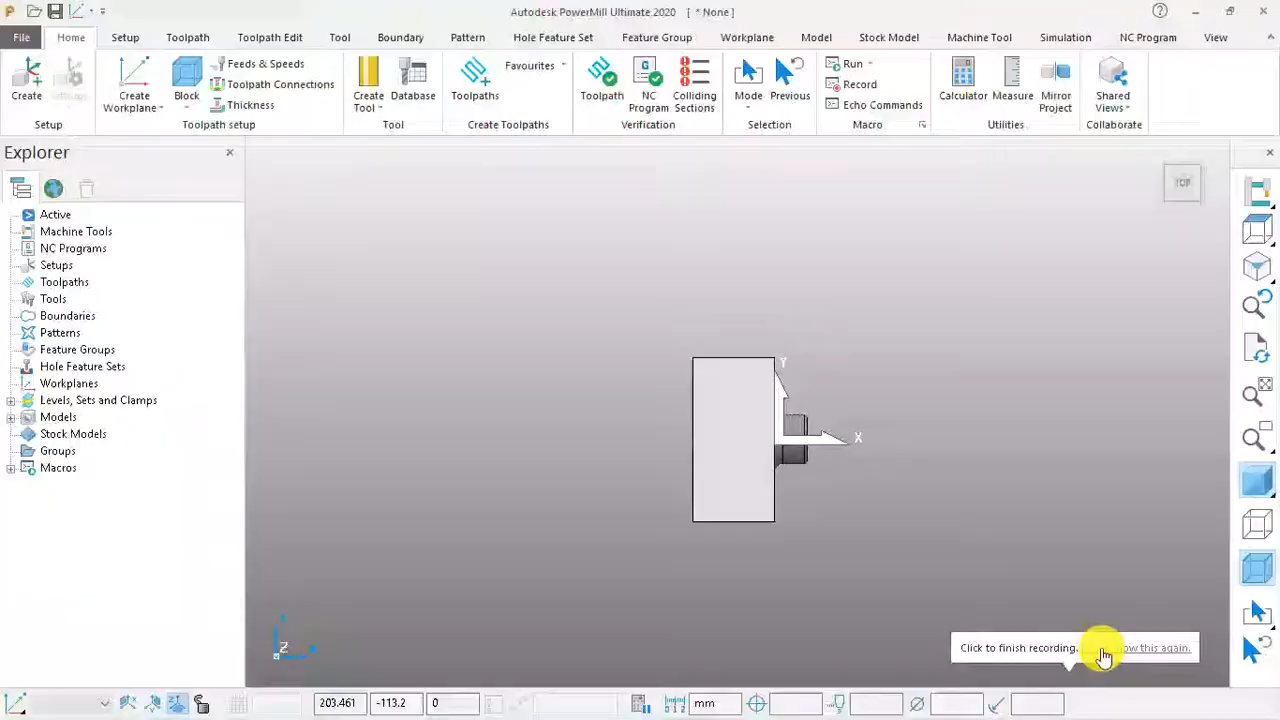 Autodesk PowerMill Ultimate 2020 [ * None ]
File Home Setup Toolpath Toolpath Edit Tool Boundary Pattern Hole Feature Set Feature Group Workplane Model Stock Model Machine Tool Simulation NC Program View
Create
Setup
Create Workplane
Block
Feeds & Speeds
Toolpath Connections
Thickness
Toolpath setup
Create Tool
Database
Tool
Toolpaths
Favourites
Create Toolpaths
Toolpath
NC Program
Colliding Sections
Verification
Mode
Previous
Selection
Run
Record
Echo Commands
Macro
Calculator
Measure
Mirror Project
Utilities
Shared Views
Collaborate
Explorer
Active
Machine Tools
NC Programs
Setups
Toolpaths
Tools
Boundaries
Patterns
Feature Groups
Hole Feature Sets
Workplanes
Levels, Sets and Clamps
Models
Stock Models
Groups
Macros
TOP
Y
X
Z
Click to finish recording. this again.
203.461 -113.2 0 mm